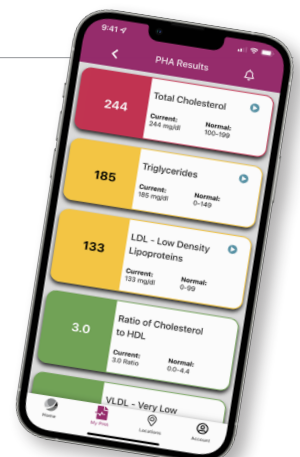 9:41
PHA Results
244
Total Cholesterol
Current: Normal:
244 mg/dl 100-199
185
Triglycerides
Current: Normal:
185 mg/dl 0-149
133
LDL - Low Density
Lipoproteins
Current: Normal:
133 mg/dl 0-99
3.0
Ratio of Cholesterol
to HDL
Current: Normal:
3.0 Ratio 0.0-4.4
VLDL - Very Low
Home My PHA Locations Account